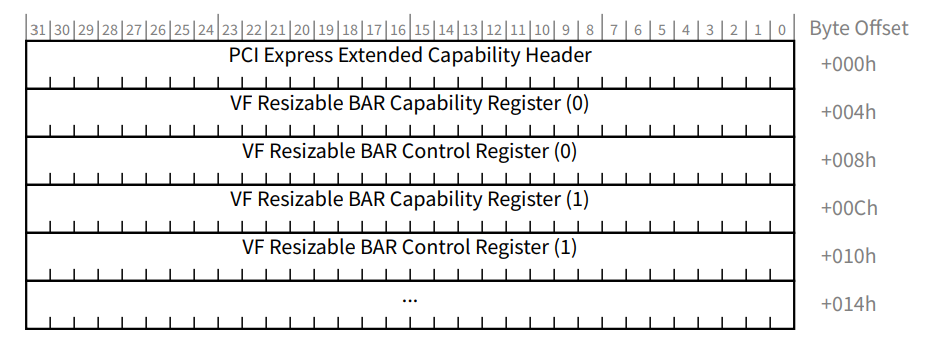 31 30 29 28 27 26 25 24 23 22 21 20 19 18 17 16 15 14 13 12 11 10 9 8 7 6 5 4 3 2 1 0 Byte Offset
PCI Express Extended Capability Header +000h
VF Resizable BAR Capability Register (0) +004h
VF Resizable BAR Control Register (0) +008h
VF Resizable BAR Capability Register (1) +00Ch
VF Resizable BAR Control Register (1) +010h
... +014h